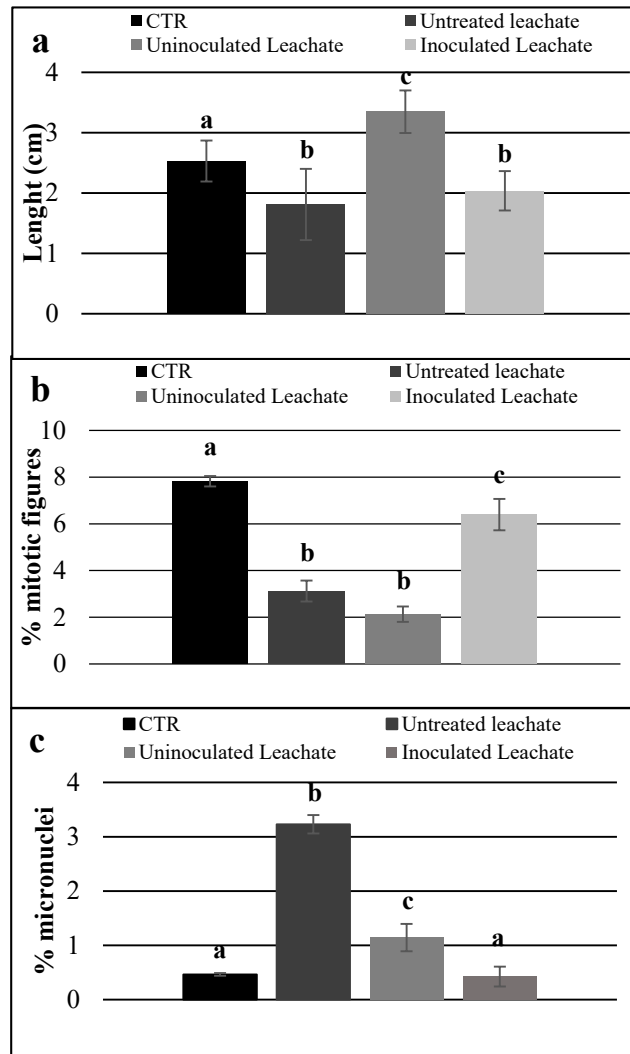 a
CTR Untreated leachate
Uninoculated Leachate Inoculated Leachate
Lenght (cm)
4
3
2
1
0
a b c b
b
CTR Untreated leachate
Uninoculated Leachate Inoculated Leachate
% mitotic figures
10
8
6
4
2
0
a b b c
c
CTR Untreated leachate
Uninoculated Leachate Inoculated Leachate
% micronuclei
4
3
2
1
0
a b c a